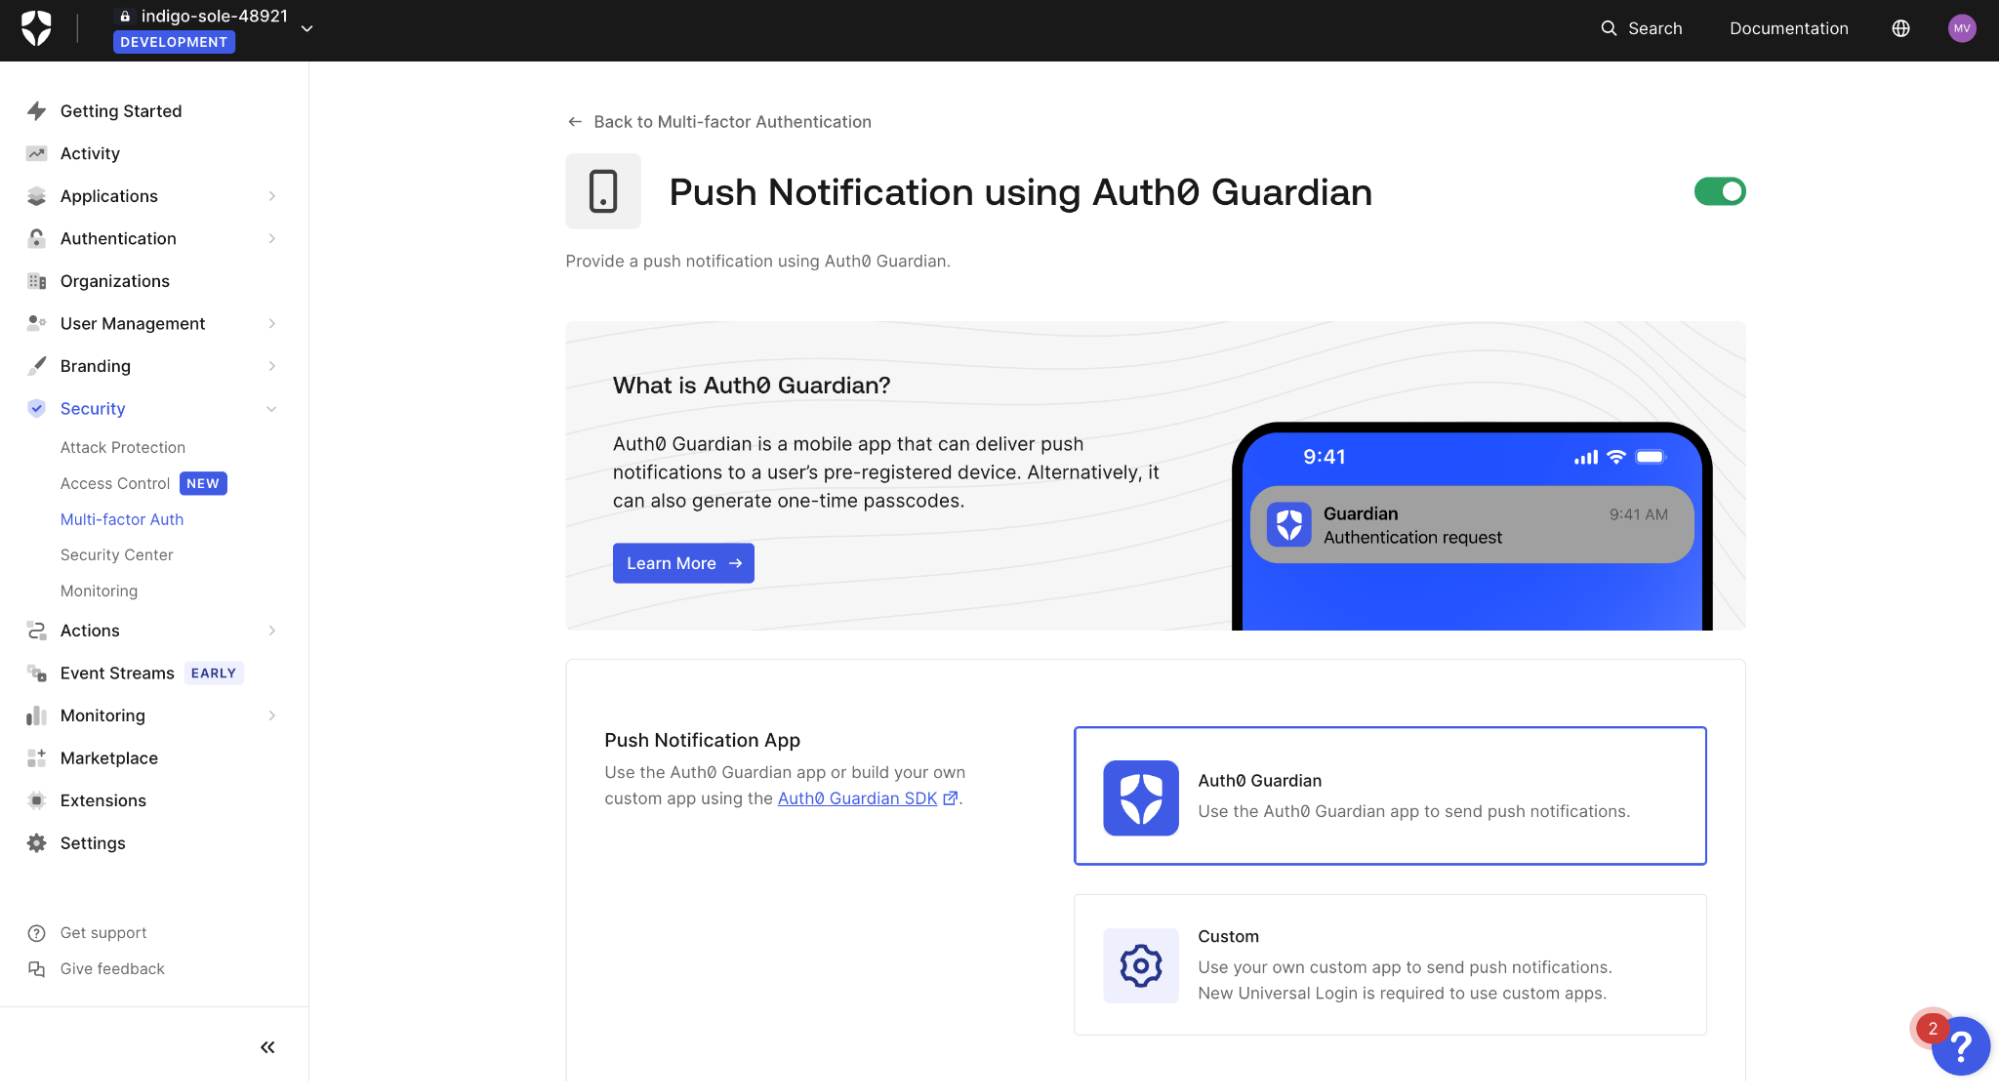 indigo-sole-48921
DEVELOPMENT
Search
Documentation
MV
Getting Started
Activity
Applications
Authentication
Organizations
User Management
Branding
Security
Attack Protection
Access Control NEW
Multi-factor Auth
Security Center
Monitoring
Actions
Event Streams EARLY
Monitoring
Marketplace
Extensions
Settings
Get support
Give feedback
Back to Multi-factor Authentication
Push Notification using Auth0 Guardian
Provide a push notification using Auth0 Guardian.
What is Auth0 Guardian?
Auth0 Guardian is a mobile app that can deliver push
notifications to a user’s pre-registered device. Alternatively, it
can also generate one-time passcodes.
Learn More
9:41
Guardian
9:41 AM
Authentication request
Push Notification App
Use the Auth0 Guardian app or build your own
custom app using the Auth0 Guardian SDK.
Auth0 Guardian
Use the Auth0 Guardian app to send push notifications.
Custom
Use your own custom app to send push notifications.
New Universal Login is required to use custom apps.
2
?